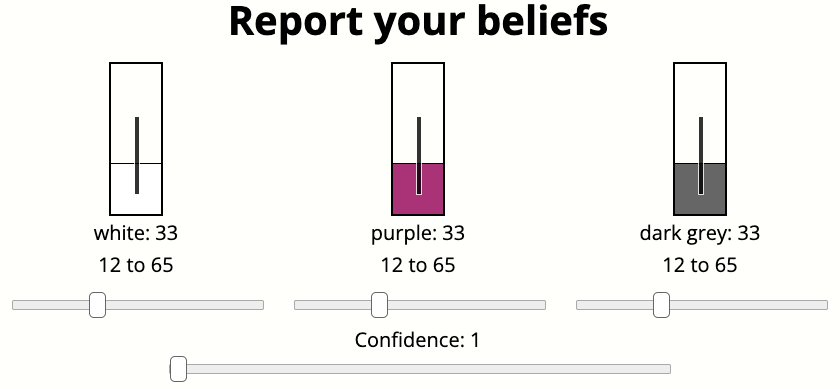 Report your beliefs
white: 33 purple: 33 dark grey: 33
12 to 65 12 to 65 12 to 65
Confidence: 1